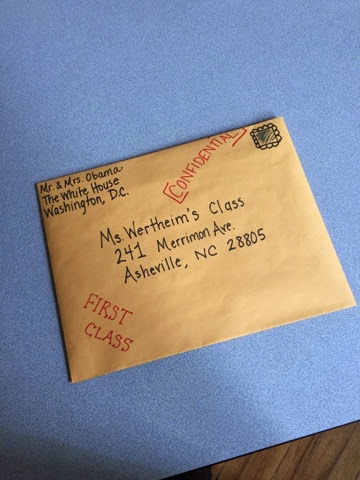 Mr. & Mrs. Obama
The White House
Washington, D.C.
CONFIDENTIAL
Ms. Wertheim's Class
241 Merrimon Ave.
Asheville, NC 28805
FIRST
CLASS